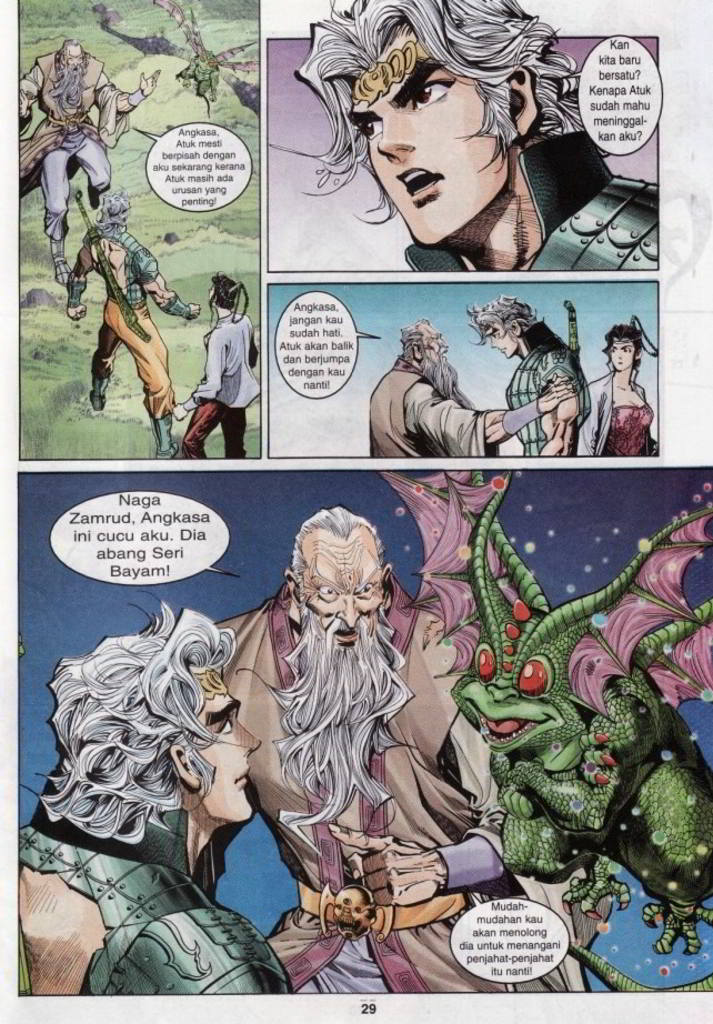 Angkasa,
Atuk mesti
berpisah dengan
aku sekarang kerana
Atuk masih ada
urusan yang
penting!
Kan
kita baru
bersatu?
Kenapa Atuk
sudah mahu
meninggal-
kan aku?
Angkasa,
jangan kau
sudah hati.
Atuk akan balik
dan berjumpa
dengan kau
nanti!
Naga
Zamrud, Angkasa
ini cucu aku. Dia
abang Seri
Bayam!
Mudah-
mudahan kau
akan menolong
dia untuk menangani
penjahat-penjahat
itu nanti!
29